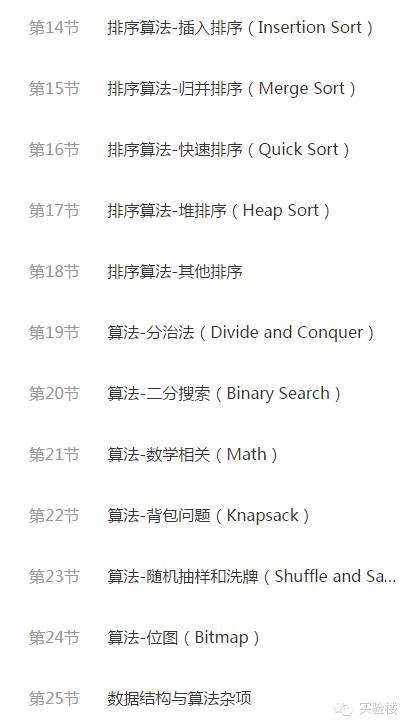 第14节 排序算法-插入排序（Insertion Sort）
第15节 排序算法-归并排序（Merge Sort）
第16节 排序算法-快速排序（Quick Sort）
第17节 排序算法-堆排序（Heap Sort）
第18节 排序算法-其他排序
第19节 算法-分治法（Divide and Conquer）
第20节 算法-二分搜索（Binary Search）
第21节 算法-数学相关（Math）
第22节 算法-背包问题（Knapsack）
第23节 算法-随机抽样和洗牌（Shuffle and Sa...
第24节 算法-位图（Bitmap）
第25节 数据结构与算法杂项
实验楼